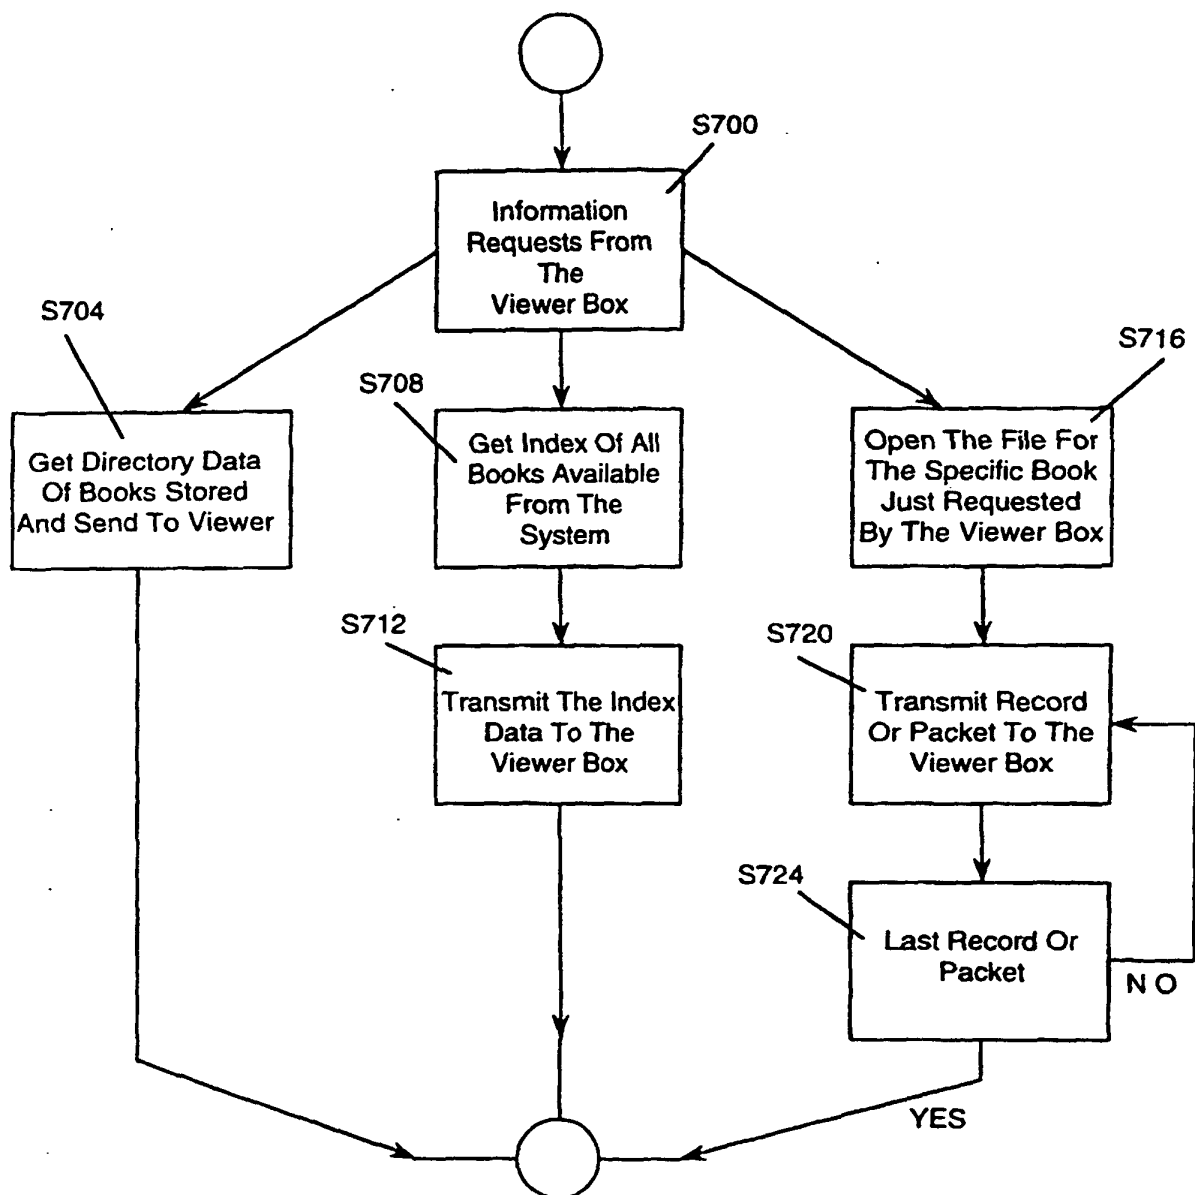 S700
Information
Requests From
The
Viewer Box
S704
Get Directory Data
Of Books Stored
And Send To Viewer
S708
Get Index Of All
Books Available
From The
System
S716
Open The File For
The Specific Book
Just Requested
By The Viewer Box
S712
Transmit The Index
Data To The
Viewer Box
S720
Transmit Record
Or Packet To The
Viewer Box
S724
Last Record Or
Packet
N O
YES